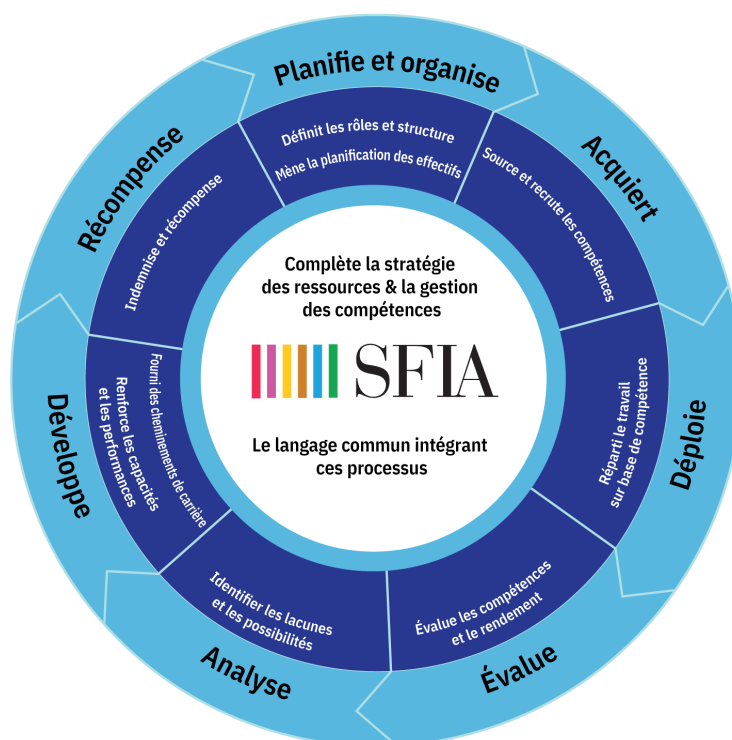 Planifie et organise
Définit les rôles et structure
Mène la planification des effectifs
Acquiert
Source et recrute les compétences
Déploie
Réparti le travail
sur base de compétence
Évalue
Évalue les compétences
et le rendement
Analyse
Identifier les lacunes
et les possibilités
Développe
Fourni des cheminements de carrière
Renforce les capacités
et les performances
Récompense
Indemnise et récompense
Complète la stratégie
des ressources & la gestion
des compétences
SFIA
Le langage commun intégrant
ces processus